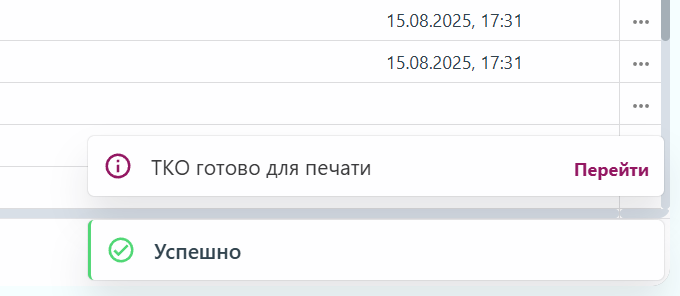 15.08.2025, 17:31
15.08.2025, 17:31
ТКО готово для печати Перейти
Успешно